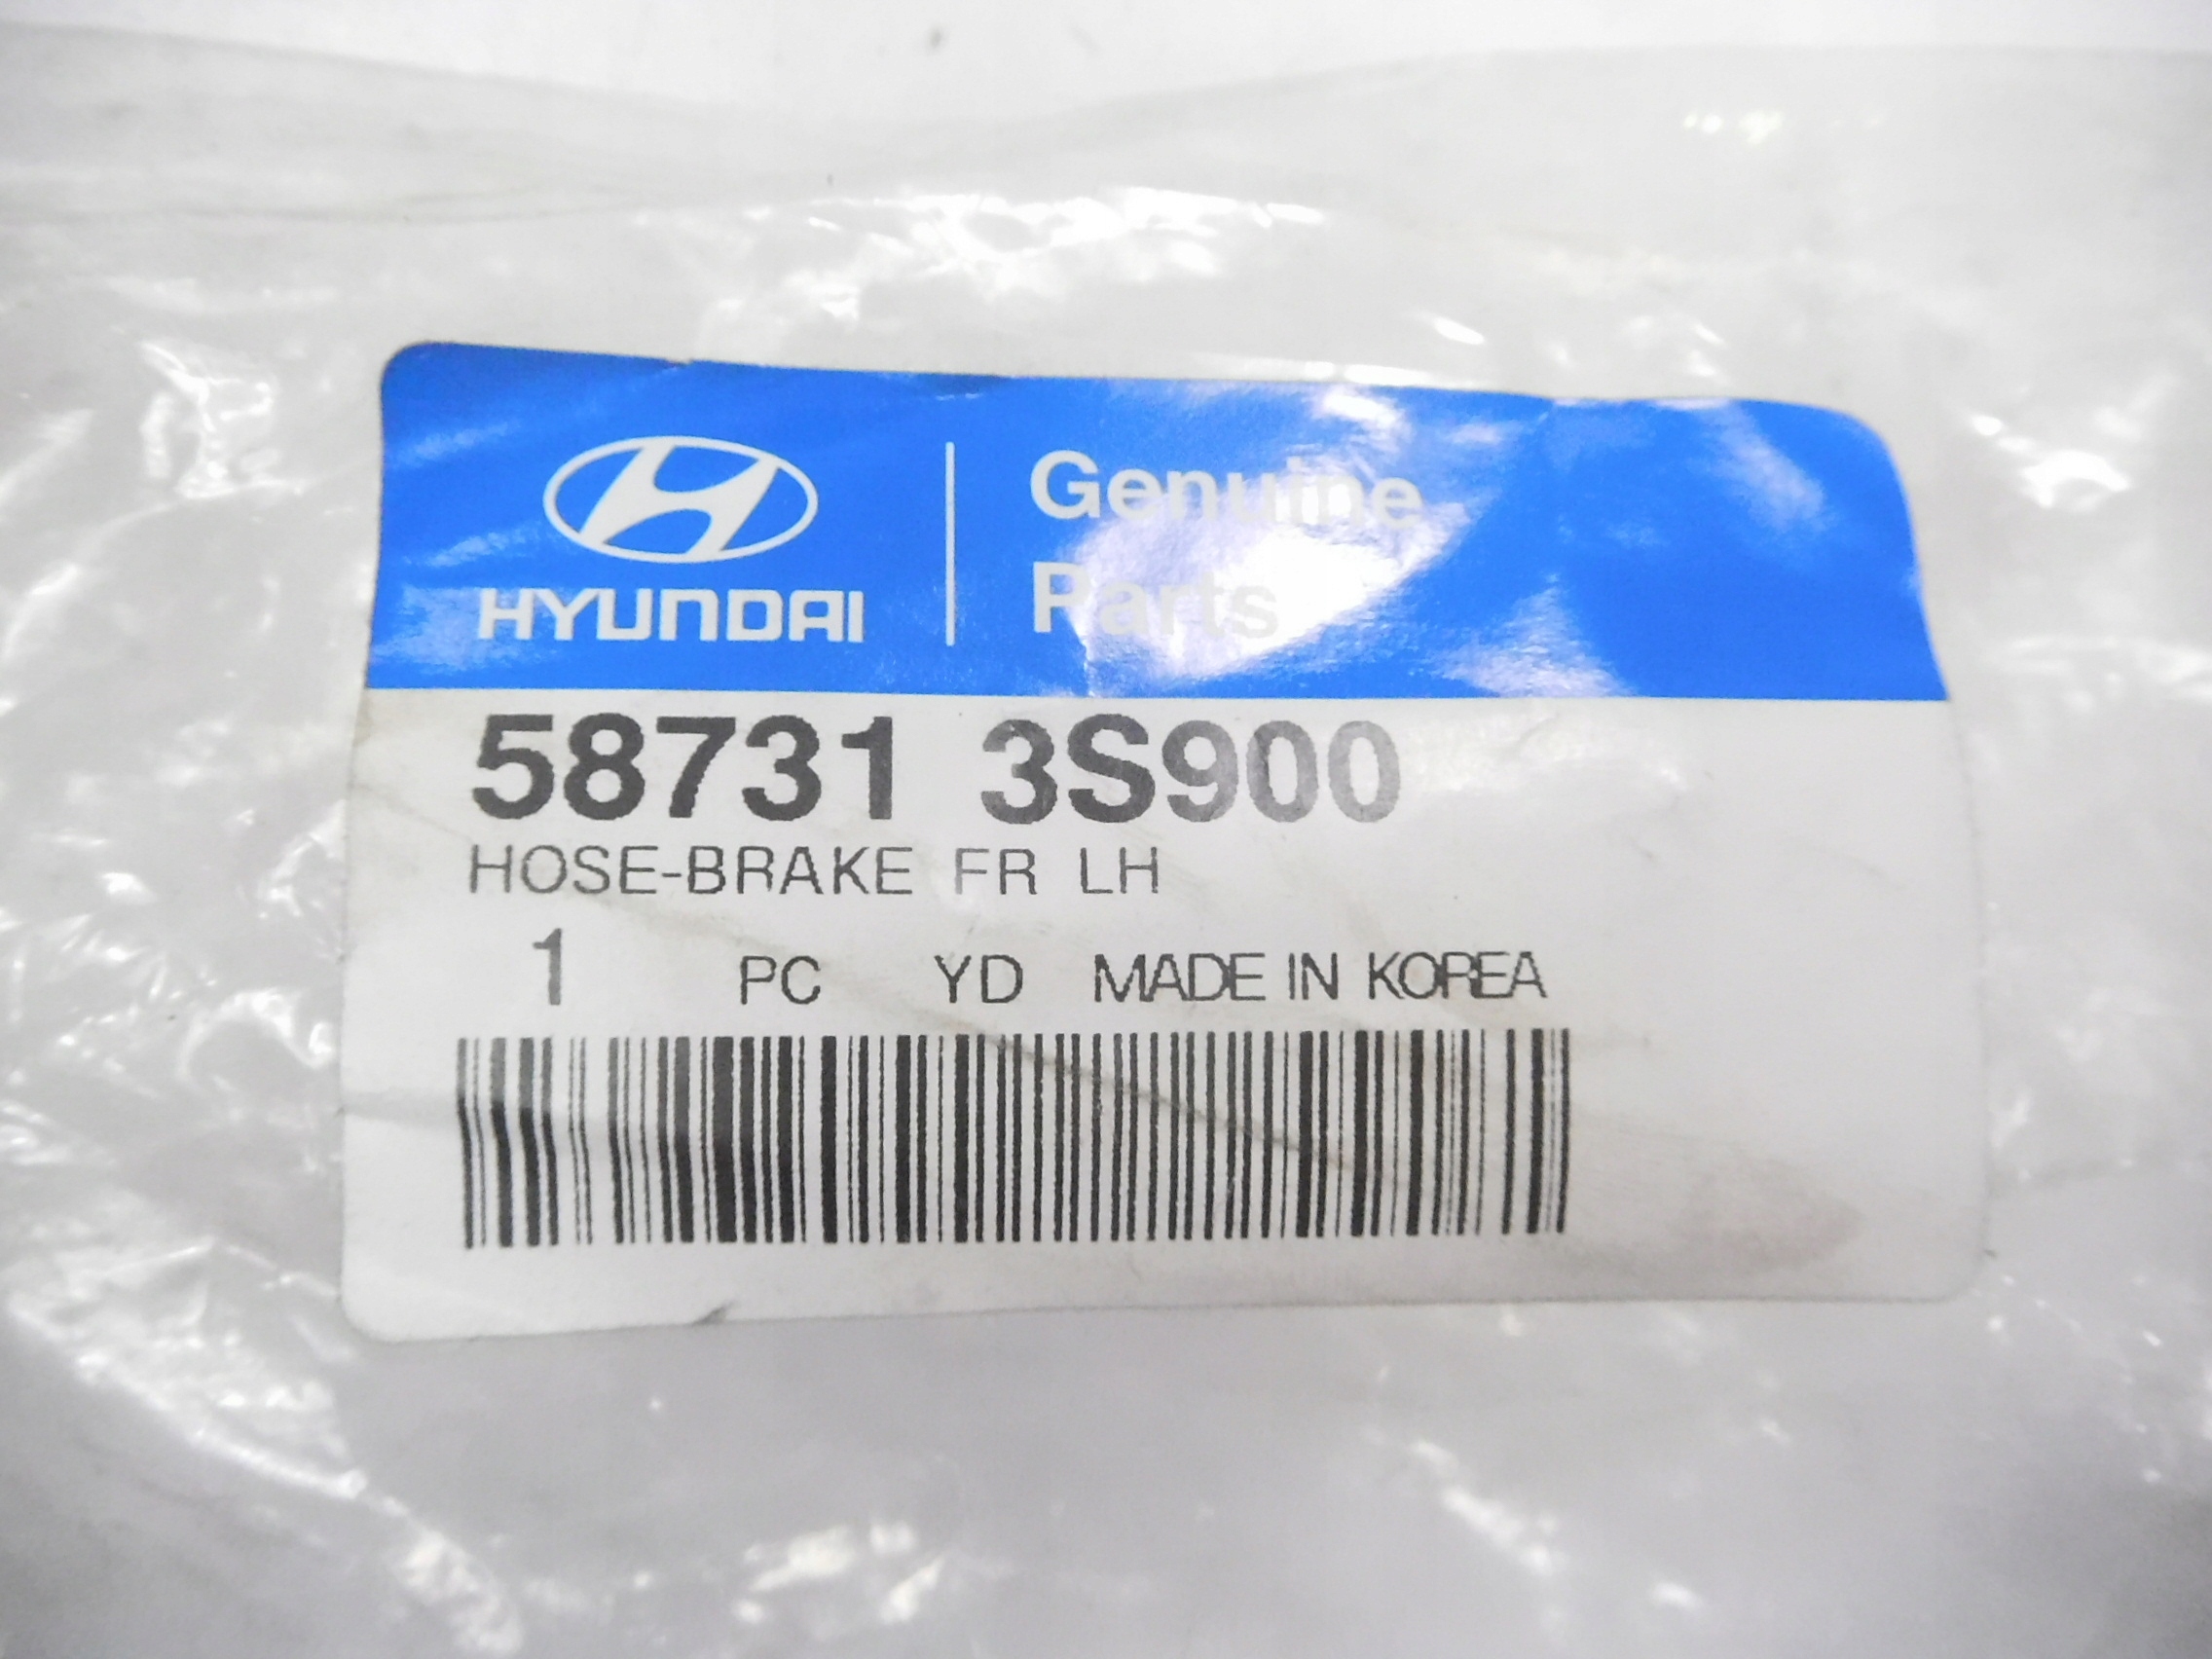 HYUNDAI
Genuine
Parts
58731 3S900
HOSE-BRAKE FR LH
1 PC YD MADE IN KOREA